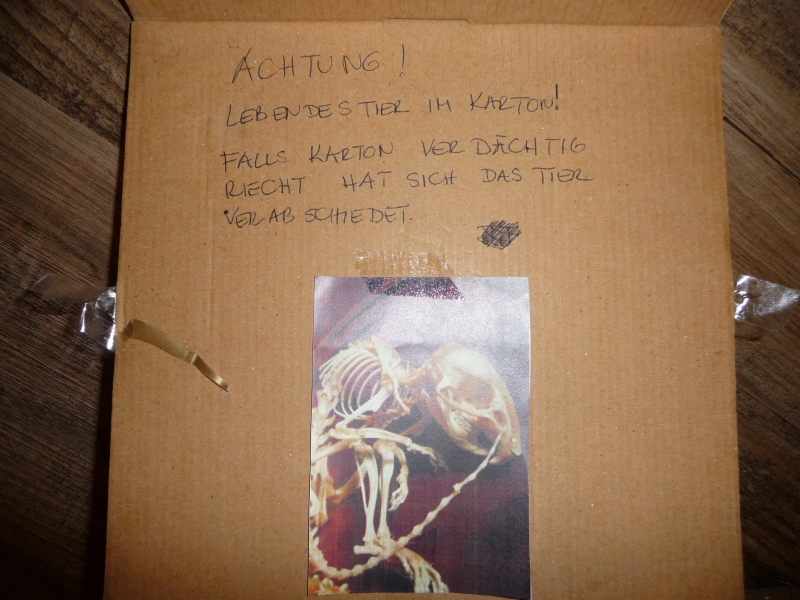 ACHTUNG!
LEBENDES TIER IM KARTON!
FALLS KARTON VERDÄCHTIG
RIECHT HAT SICH DAS TIER
VERABSCHIEDET.